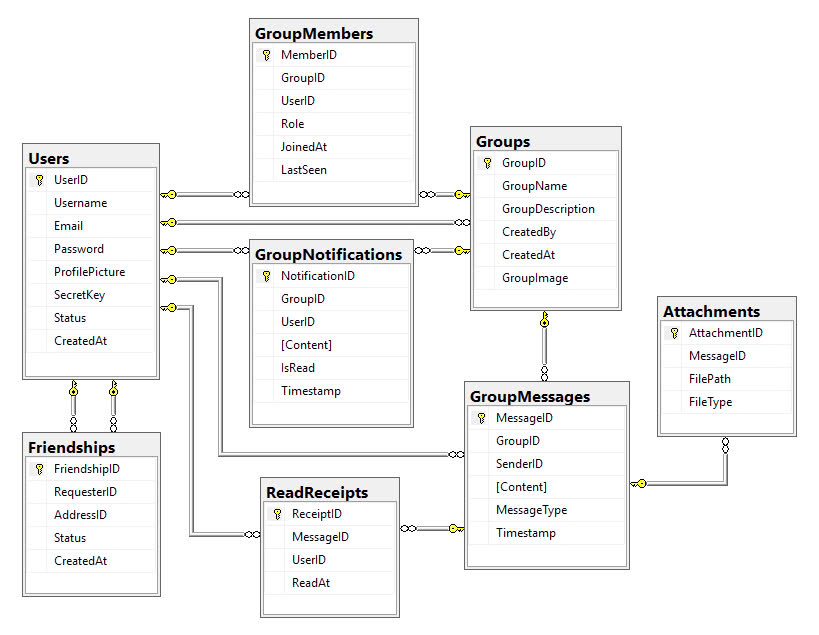 GroupMembers
MemberID
GroupID
UserID
Role
JoinedAt
LastSeen
Users
UserID
Username
Email
Password
ProfilePicture
SecretKey
Status
CreatedAt
Groups
GroupID
GroupName
GroupDescription
CreatedBy
CreatedAt
GroupImage
GroupNotifications
NotificationID
GroupID
UserID
[Content]
IsRead
Timestamp
Attachments
AttachmentID
MessageID
FilePath
FileType
GroupMessages
MessageID
GroupID
SenderID
[Content]
MessageType
Timestamp
Friendships
FriendshipID
RequesterID
AddressID
Status
CreatedAt
ReadReceipts
ReceiptID
MessageID
UserID
ReadAt